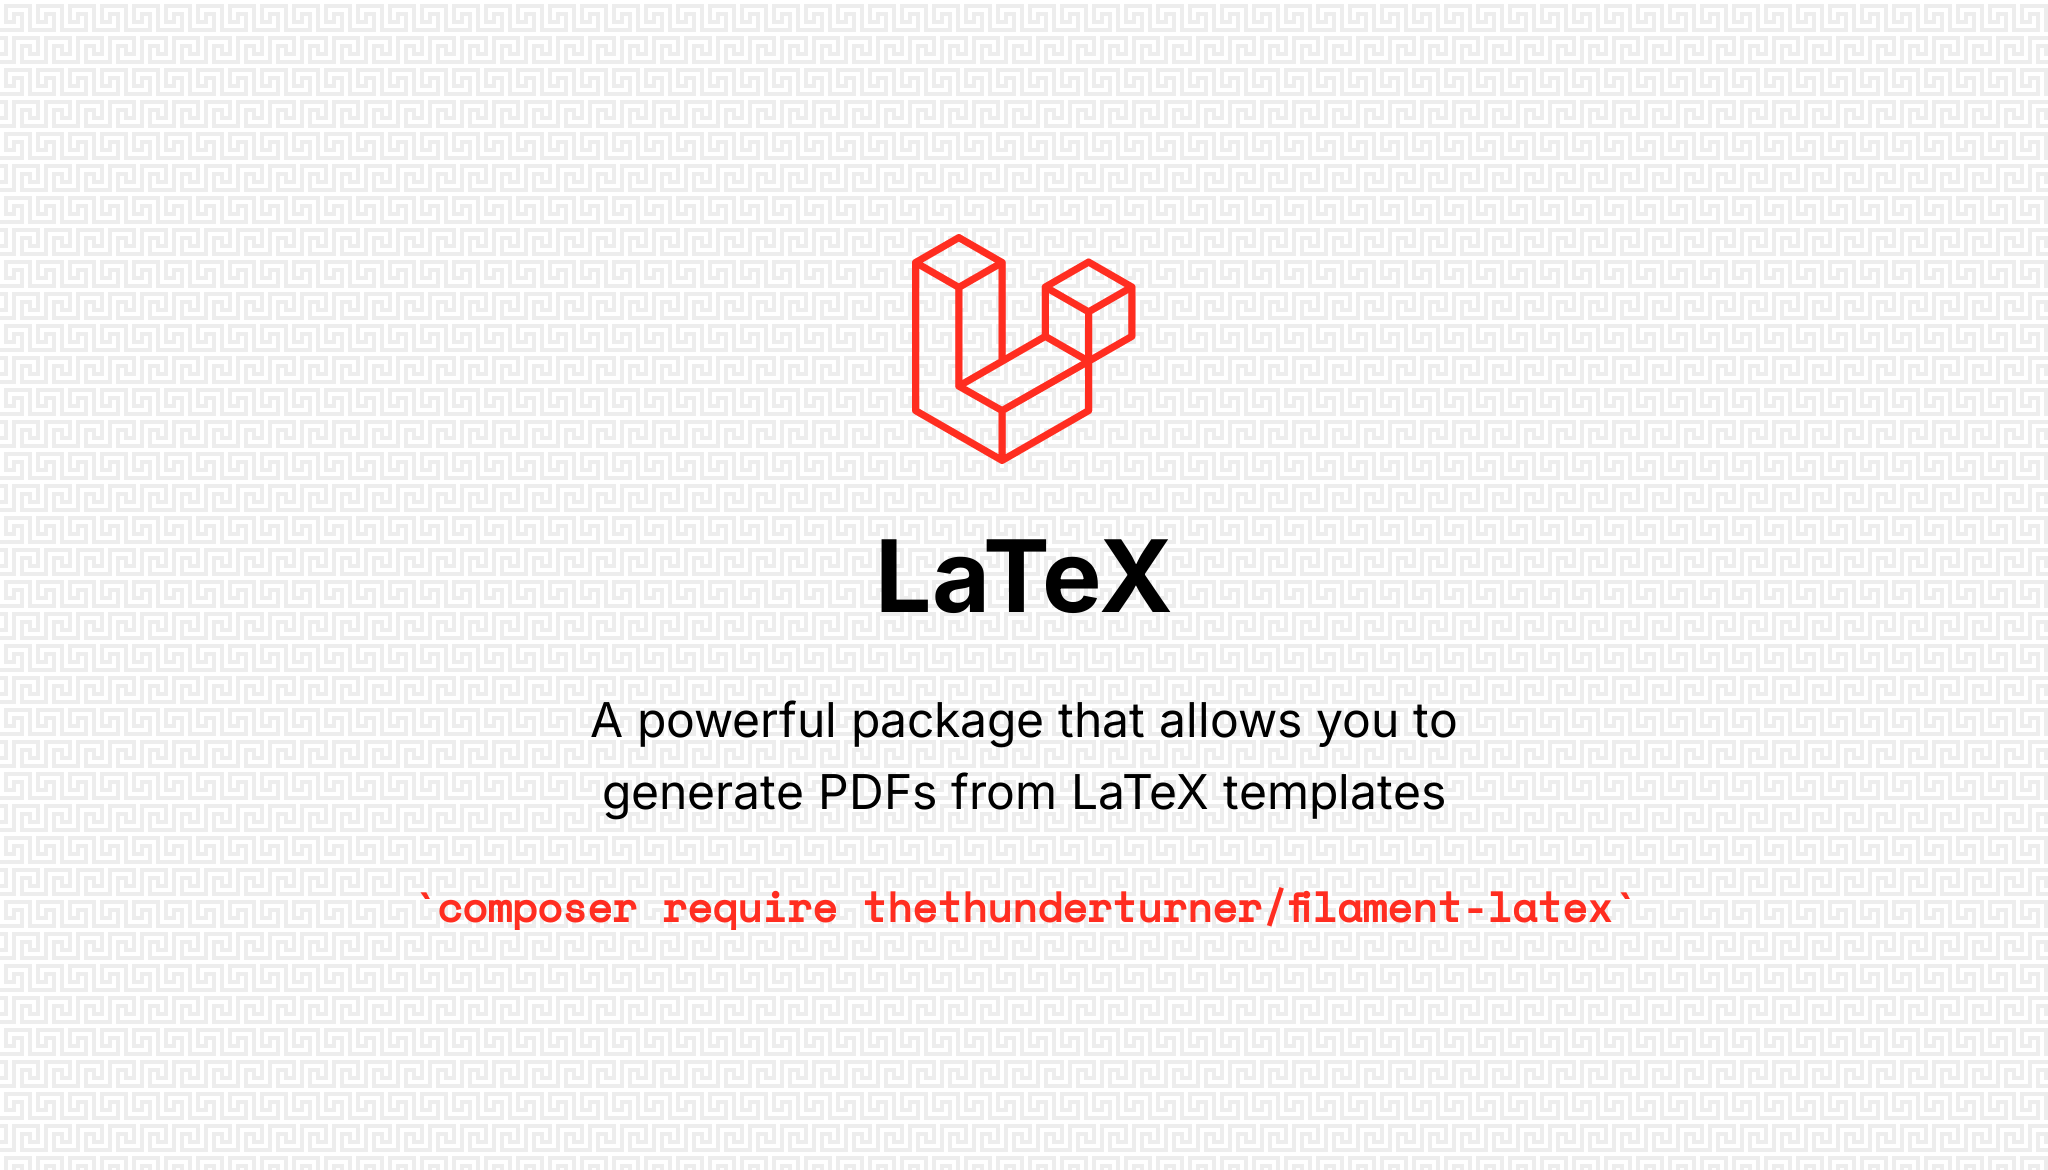 LaTeX
A powerful package that allows you to
generate PDFs from LaTeX templates
`composer require thethunderturner/filament-latex`